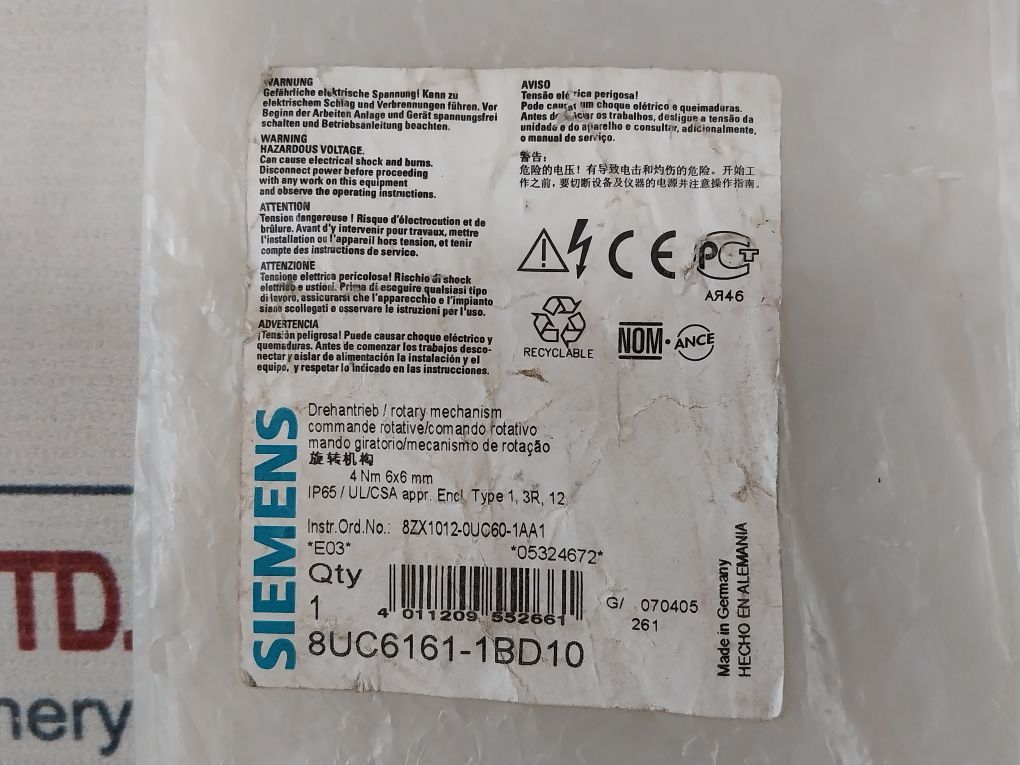 WARNUNG
Gefährliche elektrische Spannung! Kann zu
elektrischem Schlag und Verbrennungen führen. Vor
Beginn der Arbeiten Anlage und Gerät spannungsfrei
schalten und Betriebsanleitung beachten.
WARNING
HAZARDOUS VOLTAGE.
Can cause electrical shock and burns.
Disconnect power before proceeding
with any work on this equipment
and observe the operating instructions.
ATTENTION
Tension dangereuse ! Risque d'électrocution et de
brûlure. Avant d'y intervenir pour travaux, mettre
l'installation ou l'appareil hors tension, et tenir
compte des instructions de service.
ATTENZIONE
Tensione elettrica pericolosa! Rischio di shock
elettrico e ustioni. Prima di eseguire qualsiasi tipo
di lavoro, assicurarsi che l'apparecchio e l'impianto
siano scollegati e osservare le istruzioni per l'uso.
ADVERTENCIA
¡Tensión peligrosa! Puede causar choque eléctrico y
quemaduras. Antes de comenzar los trabajos desco-
nectar y aislar de alimentación la instalación y el
equipo, y respetar lo indicado en las instrucciones.
AVISO
Tensão elétrica perigosa!
Pode causar um choque elétrico e queimaduras.
Antes de iniciar os trabalhos, desligue a tensão da
unidade e do aparelho e consultar, adicionalmente,
o manual de serviço.
警告:
危险的电压! 有导致电击和灼伤的危险。开始工
作之前, 要切断设备及仪器的电源并注意操作指南。
CE
РСТ
АЯ46
RECYCLABLE
NOM · ANCE
SIEMENS
Drehantrieb / rotary mechanism
commande rotative/comando rotativo
mando giratorio/mecanismo de rotação
旋转机构
4 Nm 6x6 mm
IP65 / UL/CSA appr. Encl. Type 1, 3R, 12
Instr.Ord.No.: 8ZX1012-0UC60-1AA1
*E03* *05324672*
Qty
1
4 011209 552661
G/ 070405
261
8UC6161-1BD10
Made in Germany
HECHO EN ALEMANIA
TD.
nery